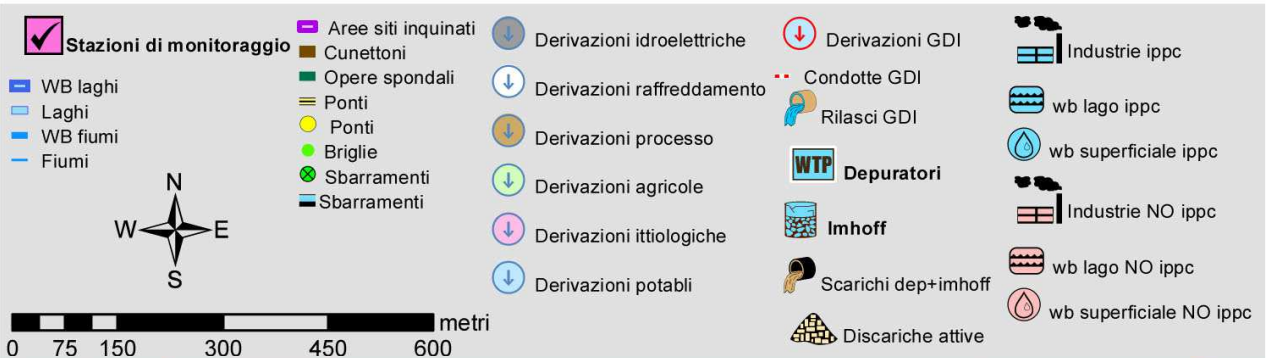 Stazioni di monitoraggio
WB laghi
Laghi
WB fiumi
Fiumi
N
W E
S
0 75 150 300 450 600 metri
Aree siti inquinati
Cunettoni
Opere spondali
Ponti
Ponti
Briglie
Sbarramenti
Sbarramenti
Derivazioni idroelettriche
Derivazioni raffreddamento
Derivazioni processo
Derivazioni agricole
Derivazioni ittiologiche
Derivazioni potabli
Derivazioni GDI
Condotte GDI
Rilasci GDI
WTP Depuratori
Imhoff
Scarichi dep+imhoff
Discariche attive
Industrie ippc
wb lago ippc
wb superficiale ippc
Industrie NO ippc
wb lago NO ippc
wb superficiale NO ippc